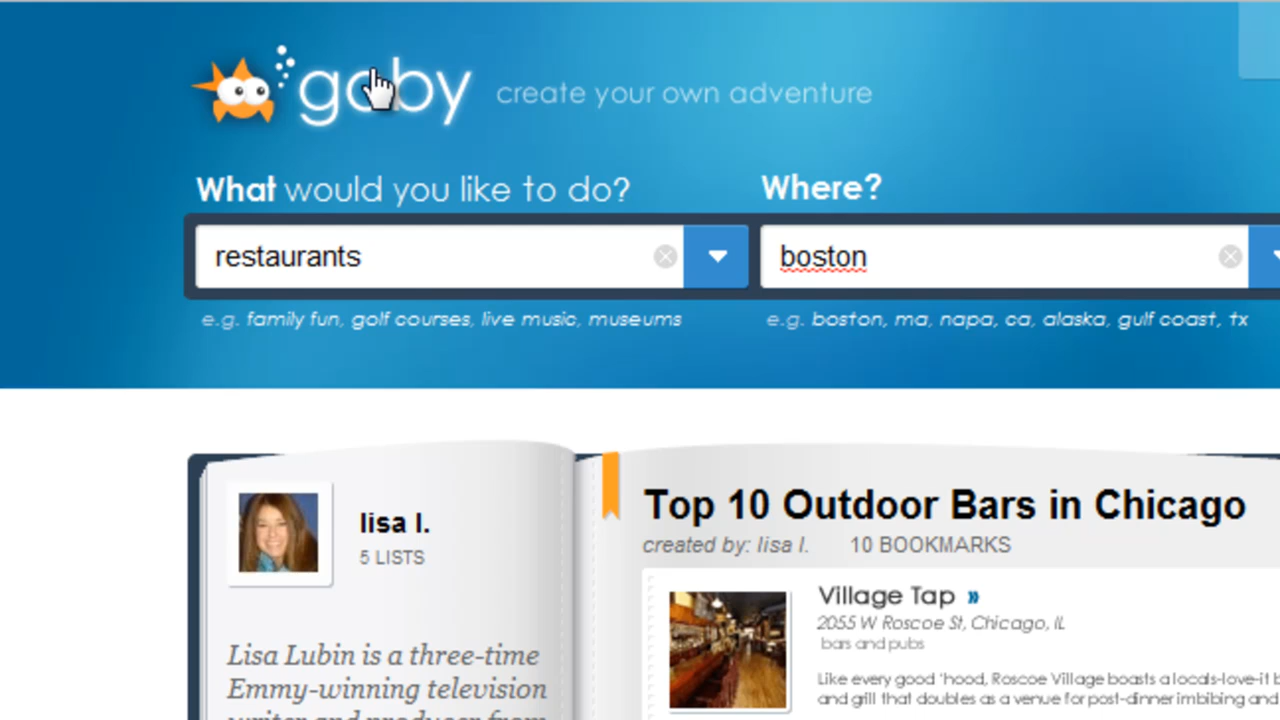 goby create your own adventure
What would you like to do? Where?
restaurants boston
e.g. family fun, golf courses, live music, museums e.g. boston, ma, napa, ca, alaska, gulf coast, tx
lisa l.
5 LISTS
Lisa Lubin is a three-time
Emmy-winning television
writer and producer from
Top 10 Outdoor Bars in Chicago
created by: lisa l. 10 BOOKMARKS
Village Tap »
2055 W Roscoe St, Chicago, IL
bars and pubs
Like every good 'hood, Roscoe Village boasts a locals-love-it
and grill that doubles as a venue for post-dinner imbibing and